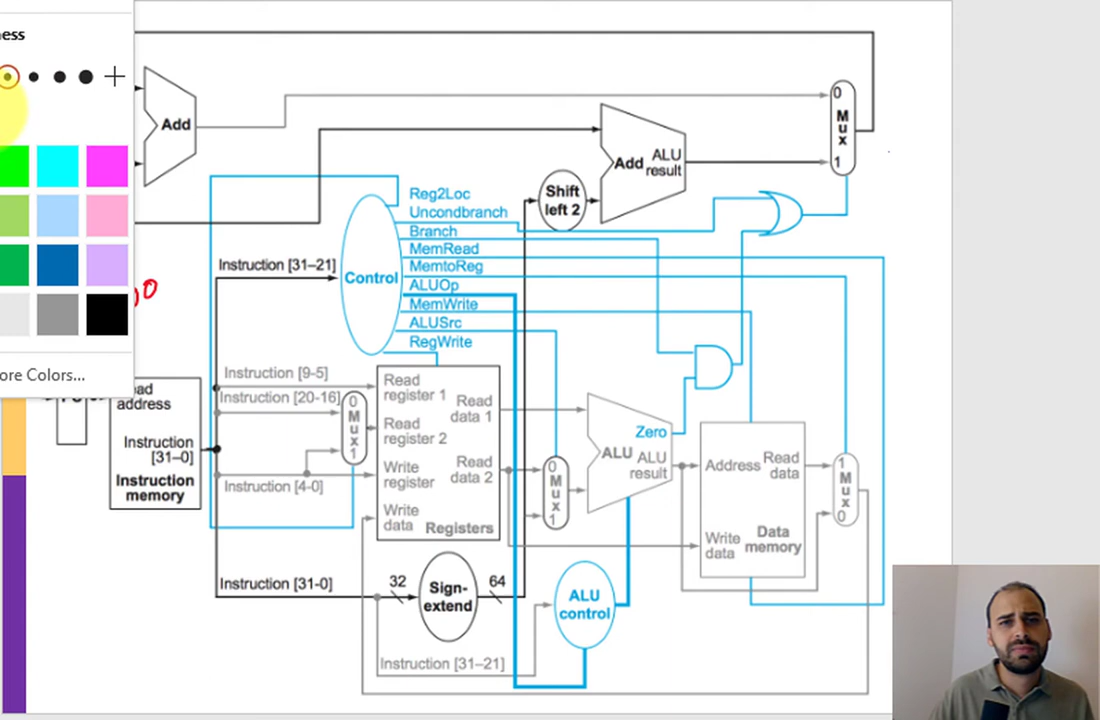 ness
ore Colors...
Add
0
Mux
1
Add
ALU result
Shift left 2
Reg2Loc
Uncondbranch
Branch
MemRead
MemtoReg
ALUOp
MemWrite
ALUSrc
RegWrite
Control
Instruction [31–21]
Instruction [9-5]
Instruction [20-16]
Instruction [4-0]
Instruction [31-0]
Instruction [31–21]
ad
address
Instruction
[31–0]
Instruction
memory
0
Mux
1
Read
register 1
Read
data 1
Read
register 2
Write
register
Read
data 2
Write
data
Registers
0
Mux
1
Zero
ALU
ALU
result
Address
Read
data
Write
data
Data
memory
1
Mux
0
32
Sign-
extend
64
ALU
control